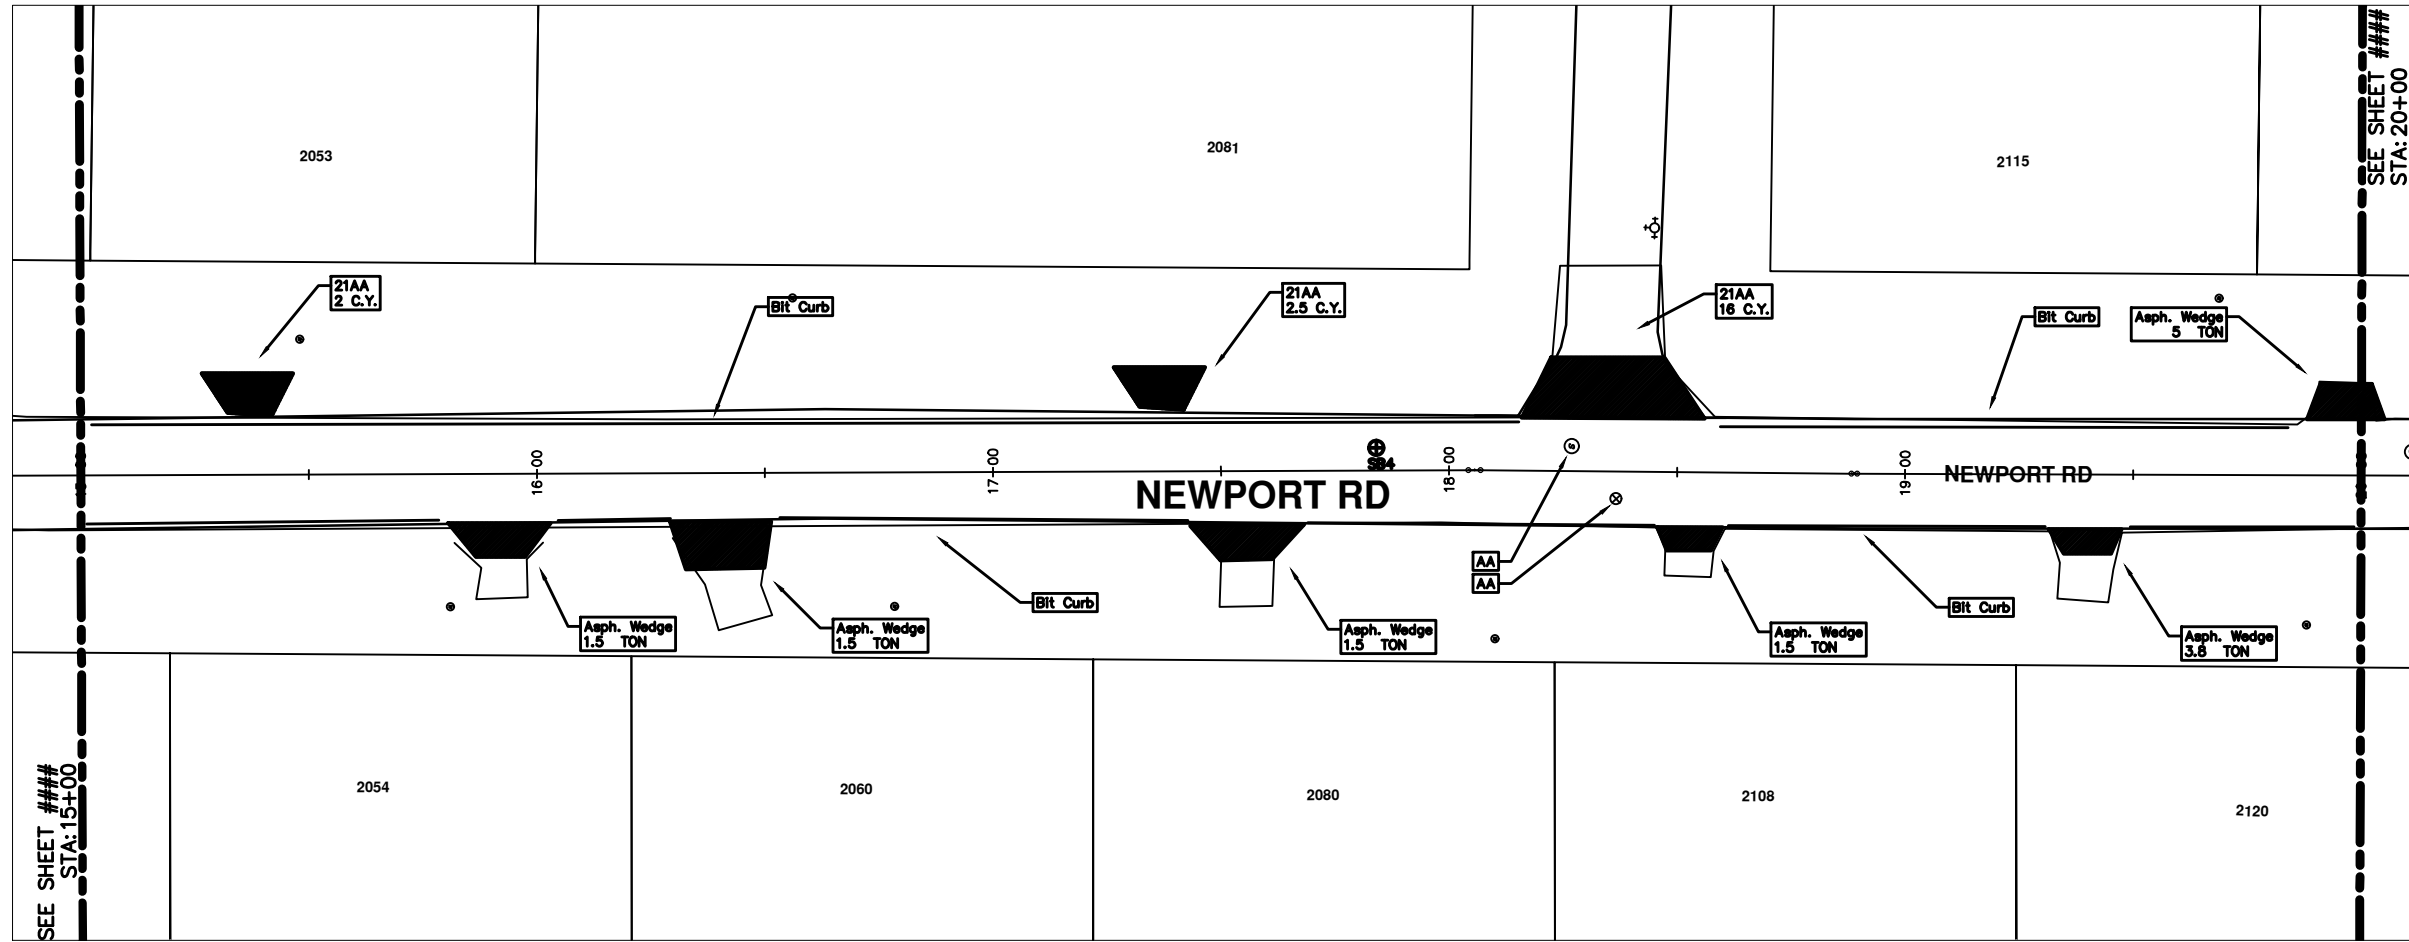 SEE SHEET ####
STA:20+00
2053
2081
2115
21AA
2 C.Y.
Bit Curb
21AA
2.5 C.Y.
21AA
16 C.Y.
Bit Curb
Asph. Wedge
5 TON
16+00
17+00
SB4
18+00
19+00
NEWPORT RD
NEWPORT RD
AA
AA
Asph. Wedge
1.5 TON
Asph. Wedge
1.5 TON
Bit Curb
Asph. Wedge
1.5 TON
Asph. Wedge
1.5 TON
Bit Curb
Asph. Wedge
3.8 TON
SEE SHEET ####
STA:15+00
2054
2060
2080
2108
2120